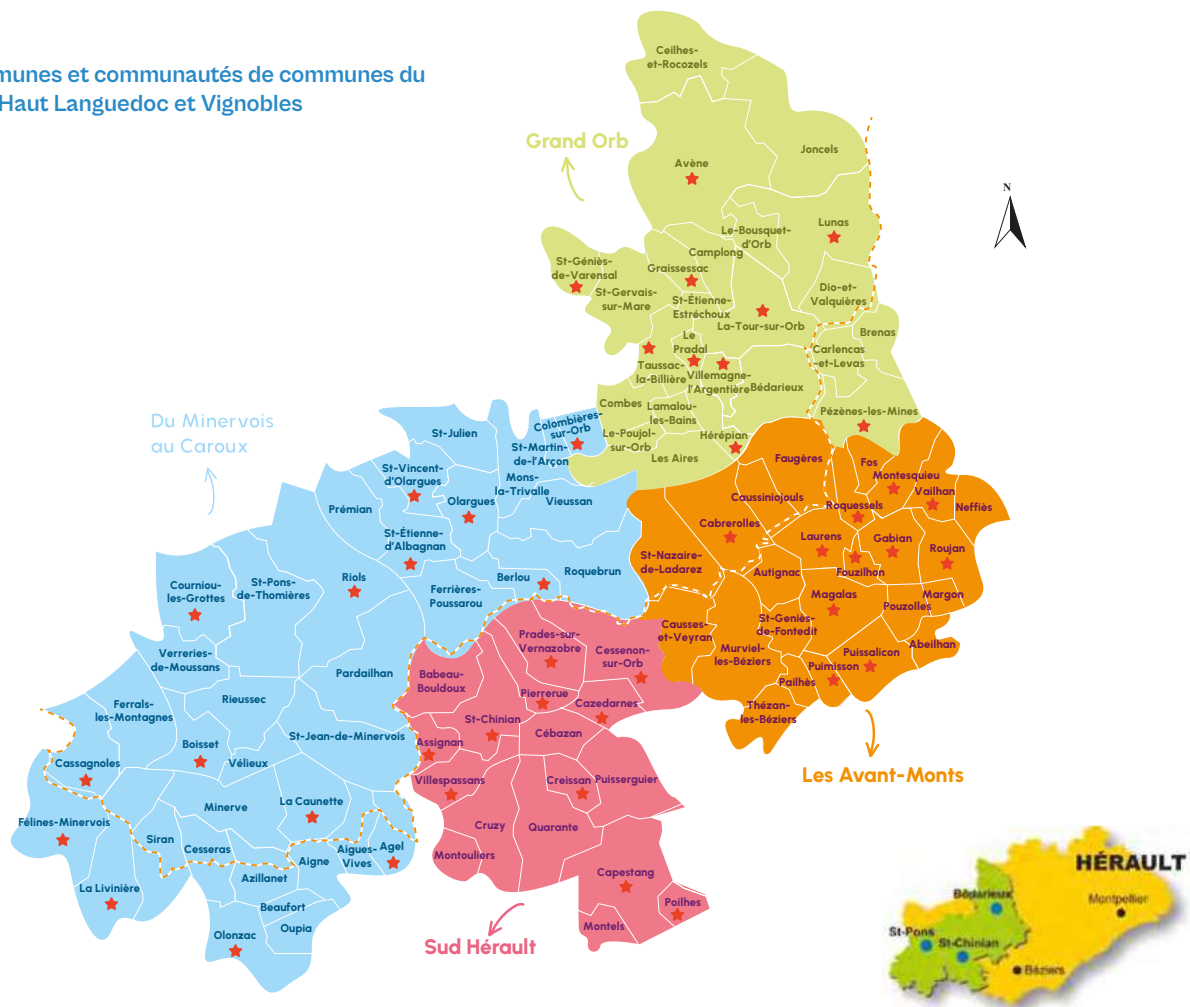 munes et communautés de communes du
Haut Languedoc et Vignobles
Grand Orb
Ceilhes-
et-Rocozels
Avène
Joncels
N
Lunas
Le-Bousquet-
d'Orb
Camplong
St-Géniès-
de-Varensal
Graissessac
St-Gervais-
sur-Mare
St-Étienne-
Estréchoux
Dio-et-
Valquières
La-Tour-sur-Orb
Brenas
Le
Pradal
Carlencas
-et-Levas
Taussac-
la-Billière
Villemagne-
l'Argentière
Bédarieux
Combes
Lamalou-
les-Bains
Pézènes-les-Mines
Le-Poujol-
sur-Orb
Hérépian
Les Aires
Du Minervois
au Caroux
St-Julien
Colombières-
sur-Orb
St-Martin-
de-l'Arçon
St-Vincent-
d'Olargues
Mons-
la-Trivalle
Olargues
Vieussan
Prémian
St-Étienne-
d'Albagnan
Roquebrun
Berlou
Ferrières-
Poussarou
Riols
St-Pons-
de-Thomières
Courniou-
les-Grottes
Verreries-
de-Moussans
Pardailhan
Ferrals-
les-Montagnes
Rieussec
Boisset
St-Jean-de-Minervois
Vélieux
Cassagnoles
Minerve
La Caunette
Félines-Minervois
Siran
Cesseras
Aigne
Aigues-
Vives
Agel
La Livinière
Azillanet
Beaufort
Oupia
Olonzac
Faugères
Fos
Montesquieu
Vailhan
Neffiès
Caussiniojouls
Roquessels
Cabrerolles
Laurens
Gabian
Roujan
St-Nazaire-
de-Ladarez
Autignac
Fouzilhon
Magalas
Margon
Pouzolles
St-Geniès-
de-Fontedit
Causses-
et-Veyran
Murviel-
les-Béziers
Abeilhan
Puissalicon
Puimisson
Pailhès
Thézan-
les-Béziers
Les Avant-Monts
Prades-sur-
Vernazobre
Cessenon-
sur-Orb
Babeau-
Bouldoux
Pierrerue
Cazedarnes
St-Chinian
Cébazan
Assignan
Villespassans
Creissan
Puisserguier
Cruzy
Quarante
Montouliers
Capestang
Poilhes
Montels
Sud Hérault
HÉRAULT
Bédarieux
Montpellier
St-Pons
St-Chinian
Béziers